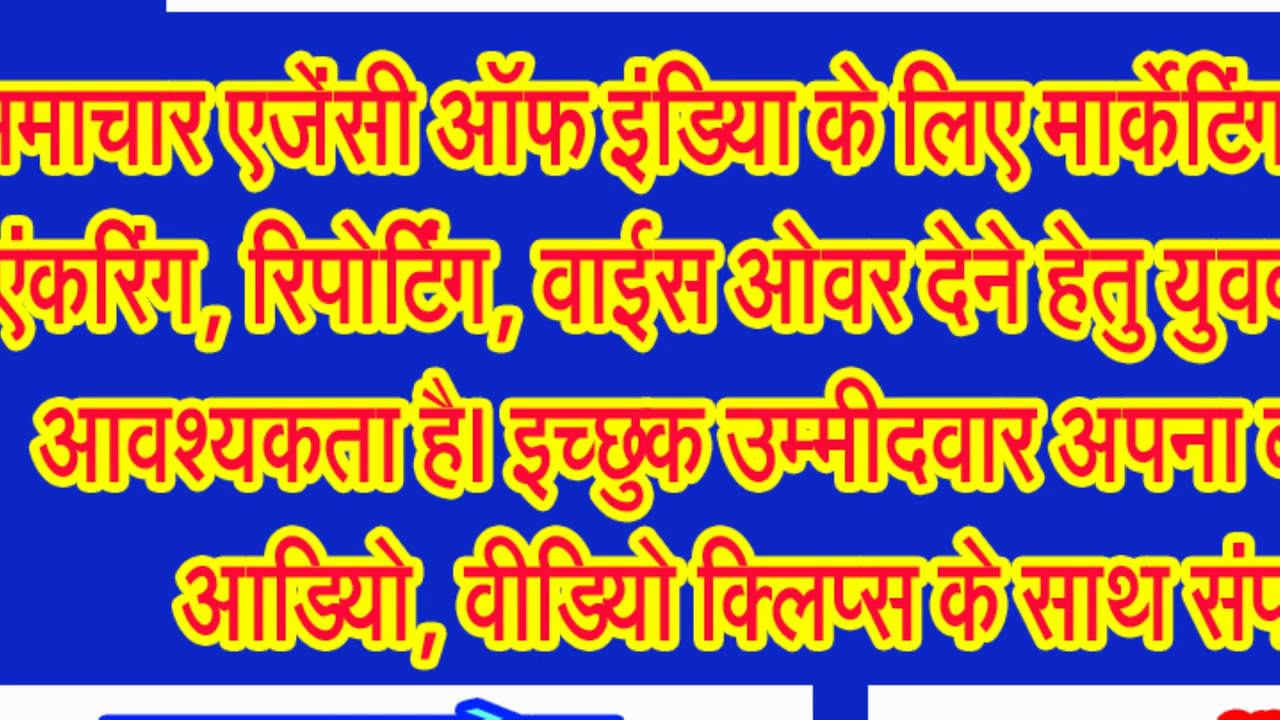 समाचार एजेंसी ऑफ इंडिया के लिए मार्केटिंग
एंकरिंग, रिपोर्टिंग, वाईस ओवर देने हेतु
आवश्यकता है। इच्छुक उम्मीदवार अपना
आडियो, वीडियो क्लिप्स के साथ